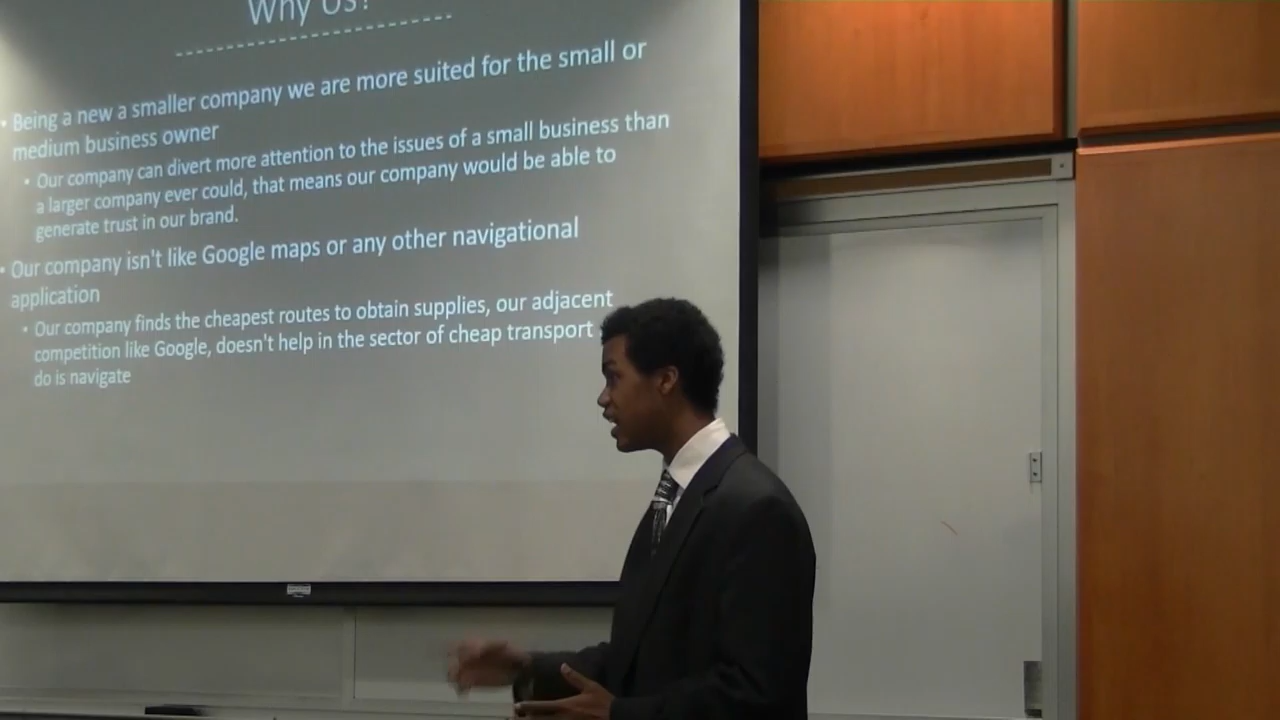 Why Us?
• Being a new a smaller company we are more suited for the small or
medium business owner
• Our company can divert more attention to the issues of a small business than
a larger company ever could, that means our company would be able to
generate trust in our brand.
• Our company isn't like Google maps or any other navigational
application
• Our company finds the cheapest routes to obtain supplies, our adjacent
competition like Google, doesn't help in the sector of cheap transport
do is navigate